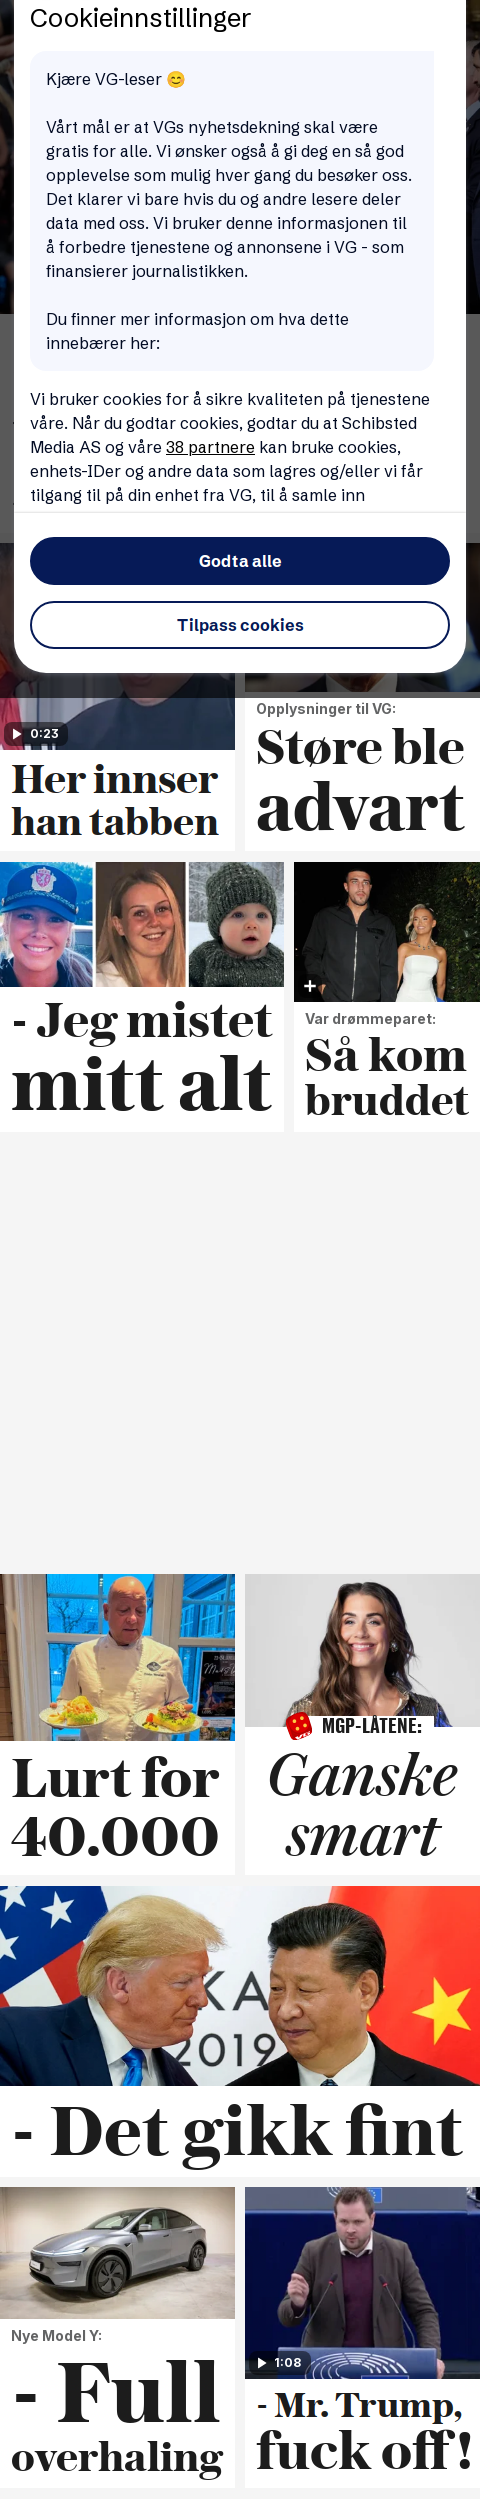 Cookieinnstillinger
Kjære VG-leser 😊
Vårt mål er at VGs nyhetsdekning skal være
gratis for alle. Vi ønsker også å gi deg en så god
opplevelse som mulig hver gang du besøker oss.
Det klarer vi bare hvis du og andre lesere deler
data med oss. Vi bruker denne informasjonen til
å forbedre tjenestene og annonsene i VG - som
finansierer journalistikken.
Du finner mer informasjon om hva dette
innebærer her:
Vi bruker cookies for å sikre kvaliteten på tjenestene
våre. Når du godtar cookies, godtar du at Schibsted
Media AS og våre 38 partnere kan bruke cookies,
enhets-IDer og andre data som lagres og/eller vi får
tilgang til på din enhet fra VG, til å samle inn
Godta alle
Tilpass cookies
0:23
Her innser
han tabben
Opplysninger til VG:
Støre ble
advart
- Jeg mistet
mitt alt
Var drømmeparet:
Så kom
bruddet
Lurt for
40.000
MGP-LÅTENE:
Ganske
smart
KA
2019
- Det gikk fint
Nye Model Y:
- Full
overhaling
1:08
- Mr. Trump,
fuck off!